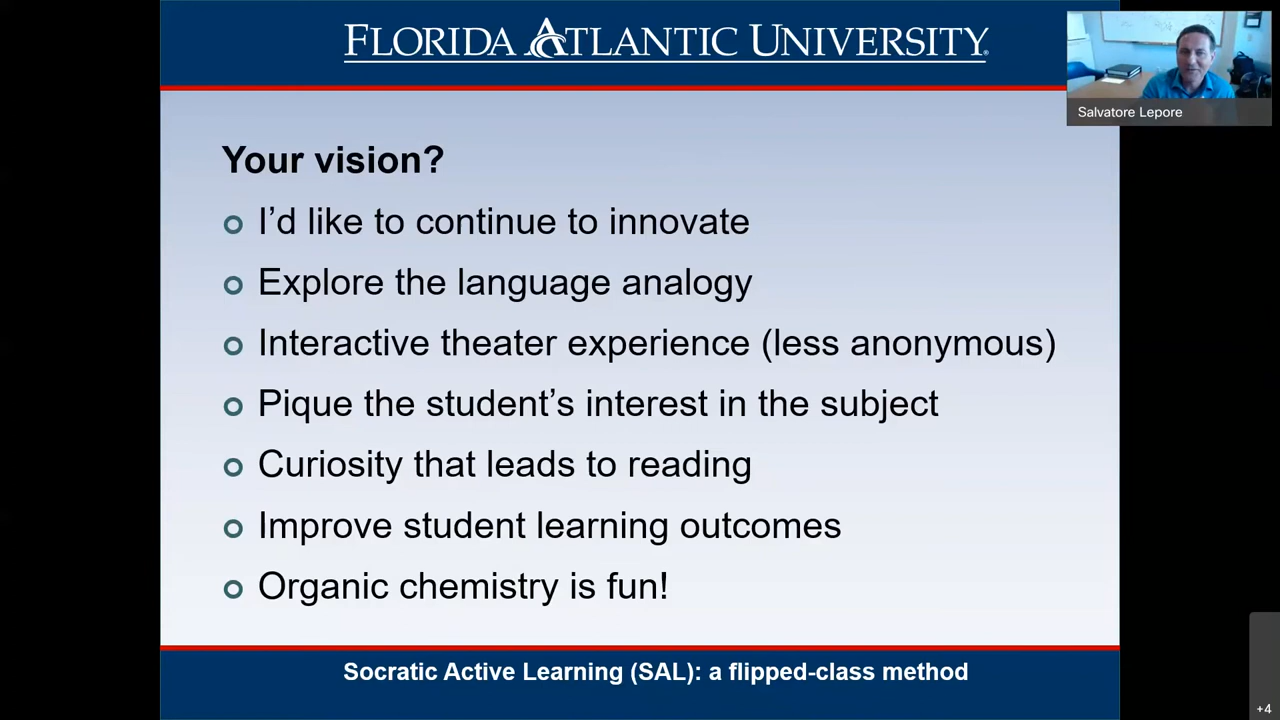 FLORIDA ATLANTIC UNIVERSITY®
Salvatore Lepore
Your vision?
I’d like to continue to innovate
Explore the language analogy
Interactive theater experience (less anonymous)
Pique the student’s interest in the subject
Curiosity that leads to reading
Improve student learning outcomes
Organic chemistry is fun!
Socratic Active Learning (SAL): a flipped-class method
+4